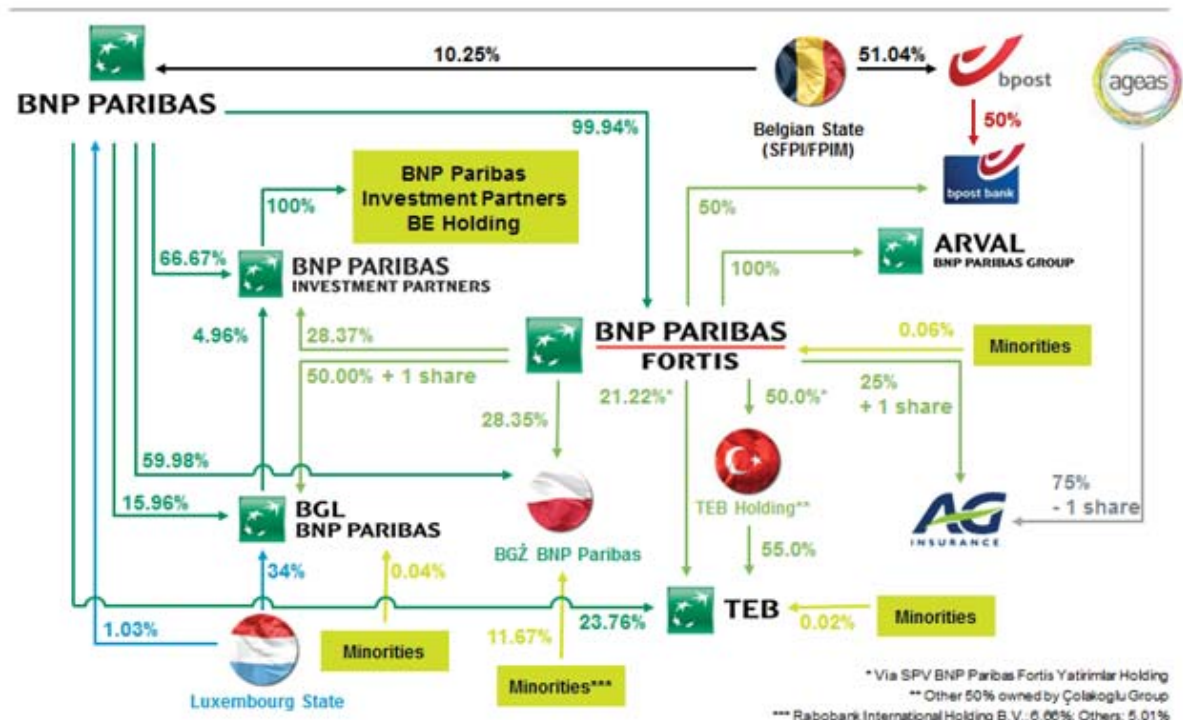 10.25%
51.04%
bpost
ageas
BNP PARIBAS
99.94%
Belgian State
(SFPI/FPIM)
50%
BNP Paribas
Investment Partners
BE Holding
100%
bpost bank
50%
66.67%
BNP PARIBAS
INVESTMENT PARTNERS
100%
ARVAL
BNP PARIBAS GROUP
4.96%
28.37%
BNP PARIBAS
FORTIS
0.06%
Minorities
50.00% + 1 share
21.22%*
50.0%*
25%
+ 1 share
28.35%
59.98%
15.96%
BGL
BNP PARIBAS
TEB Holding**
AG
INSURANCE
75%
- 1 share
BGŻ BNP Paribas
55.0%
34%
0.04%
1.03%
11.67%
23.76%
TEB
0.02%
Minorities
Minorities
Minorities***
Luxembourg State
* Via SPV BNP Paribas Fortis Yatirimlar Holding
** Other 50% owned by Çolakoglu Group
*** Rabobank International Holding B.V.: 6.66%; Others: 5.01%